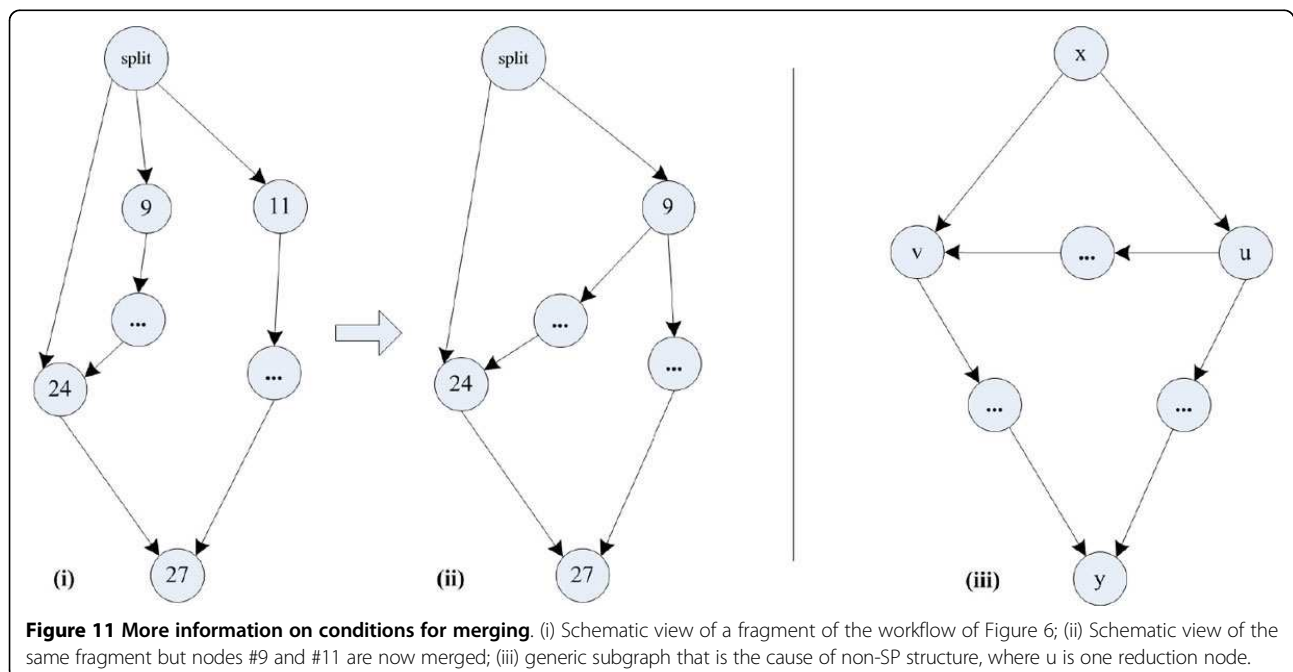 split
9
11
...
24
...
27
(i)
split
9
...
...
24
27
(ii)
x
v
...
u
...
...
y
(iii)
Figure 11 More information on conditions for merging. (i) Schematic view of a fragment of the workflow of Figure 6; (ii) Schematic view of the
same fragment but nodes #9 and #11 are now merged; (iii) generic subgraph that is the cause of non-SP structure, where u is one reduction node.